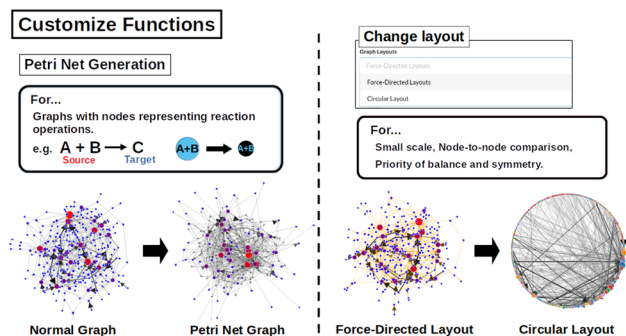 Customize Functions
Petri Net Generation
For...
Graphs with nodes representing reaction
operations.
e.g. A + B → C
Source Target
A+B A+B
Normal Graph
Petri Net Graph
Change layout
Graph Layouts
Force-Directed Layouts
Force-Directed Layouts
Circular Layout
For...
Small scale, Node-to-node comparison,
Priority of balance and symmetry.
Force-Directed Layout
Circular Layout